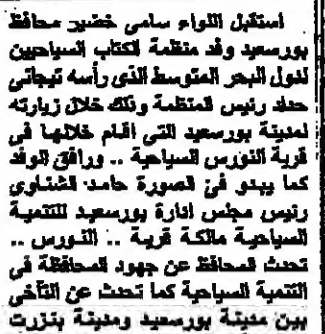 استقبل اللواء سامى خضير محافظ
بورسعيد وفد منظمة الكتاب السياحيين
لدول البحر المتوسط الذى رأسه تيجانى
حداد رئيس المنظمة وذلك خلال زيارته
لمدينة بورسعيد التى أقام خلالها فى
قرية النورس السياحية .. ورافق الوفد
كما يبدو فى الصورة حامد الشناوى
رئيس مجلس ادارة بورسعيد للتنمية
السياحية مالكة قرية .. النورس ..
تحدث المحافظ عن جهود المحافظة فى
التنمية السياحية كما تحدث عن التآخى
بين مدينة بورسعيد ومدينة بنزرت